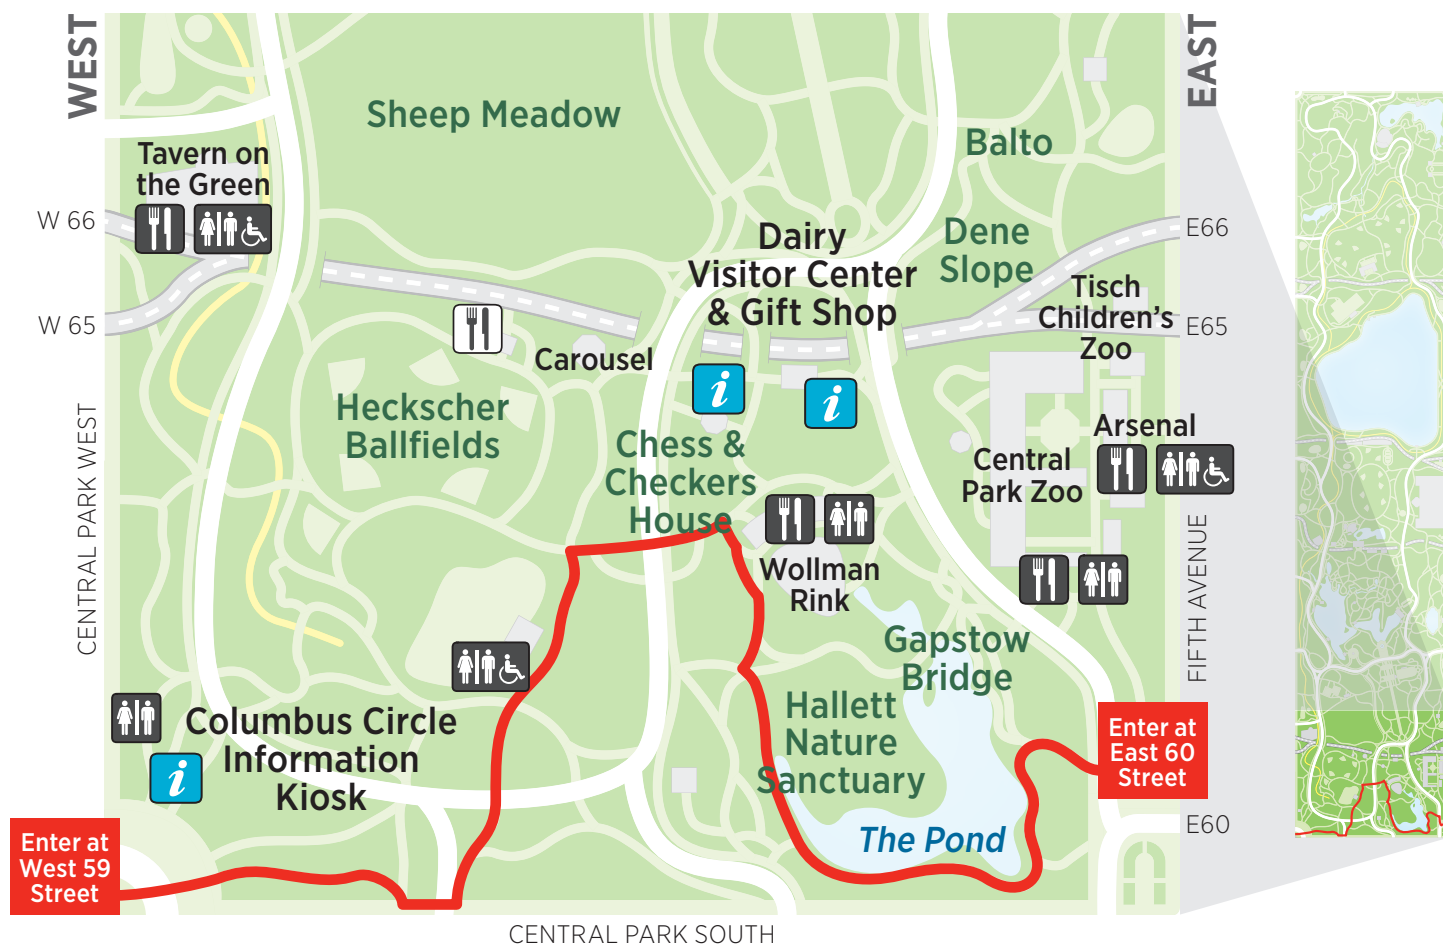 WEST
EAST
Sheep Meadow
Balto
Tavern on
the Green
W 66
E66
Dene
Slope
Dairy
Visitor Center
& Gift Shop
Tisch
Children's
Zoo
W 65
E65
Carousel
i
i
Heckscher
Ballfields
Chess &
Checkers
House
Arsenal
Central
Park Zoo
CENTRAL PARK WEST
FIFTH AVENUE
Wollman
Rink
Gapstow
Bridge
Hallett
Nature
Sanctuary
Columbus Circle
Information
Kiosk
i
Enter at
East 60
Street
The Pond
E60
Enter at
West 59
Street
CENTRAL PARK SOUTH